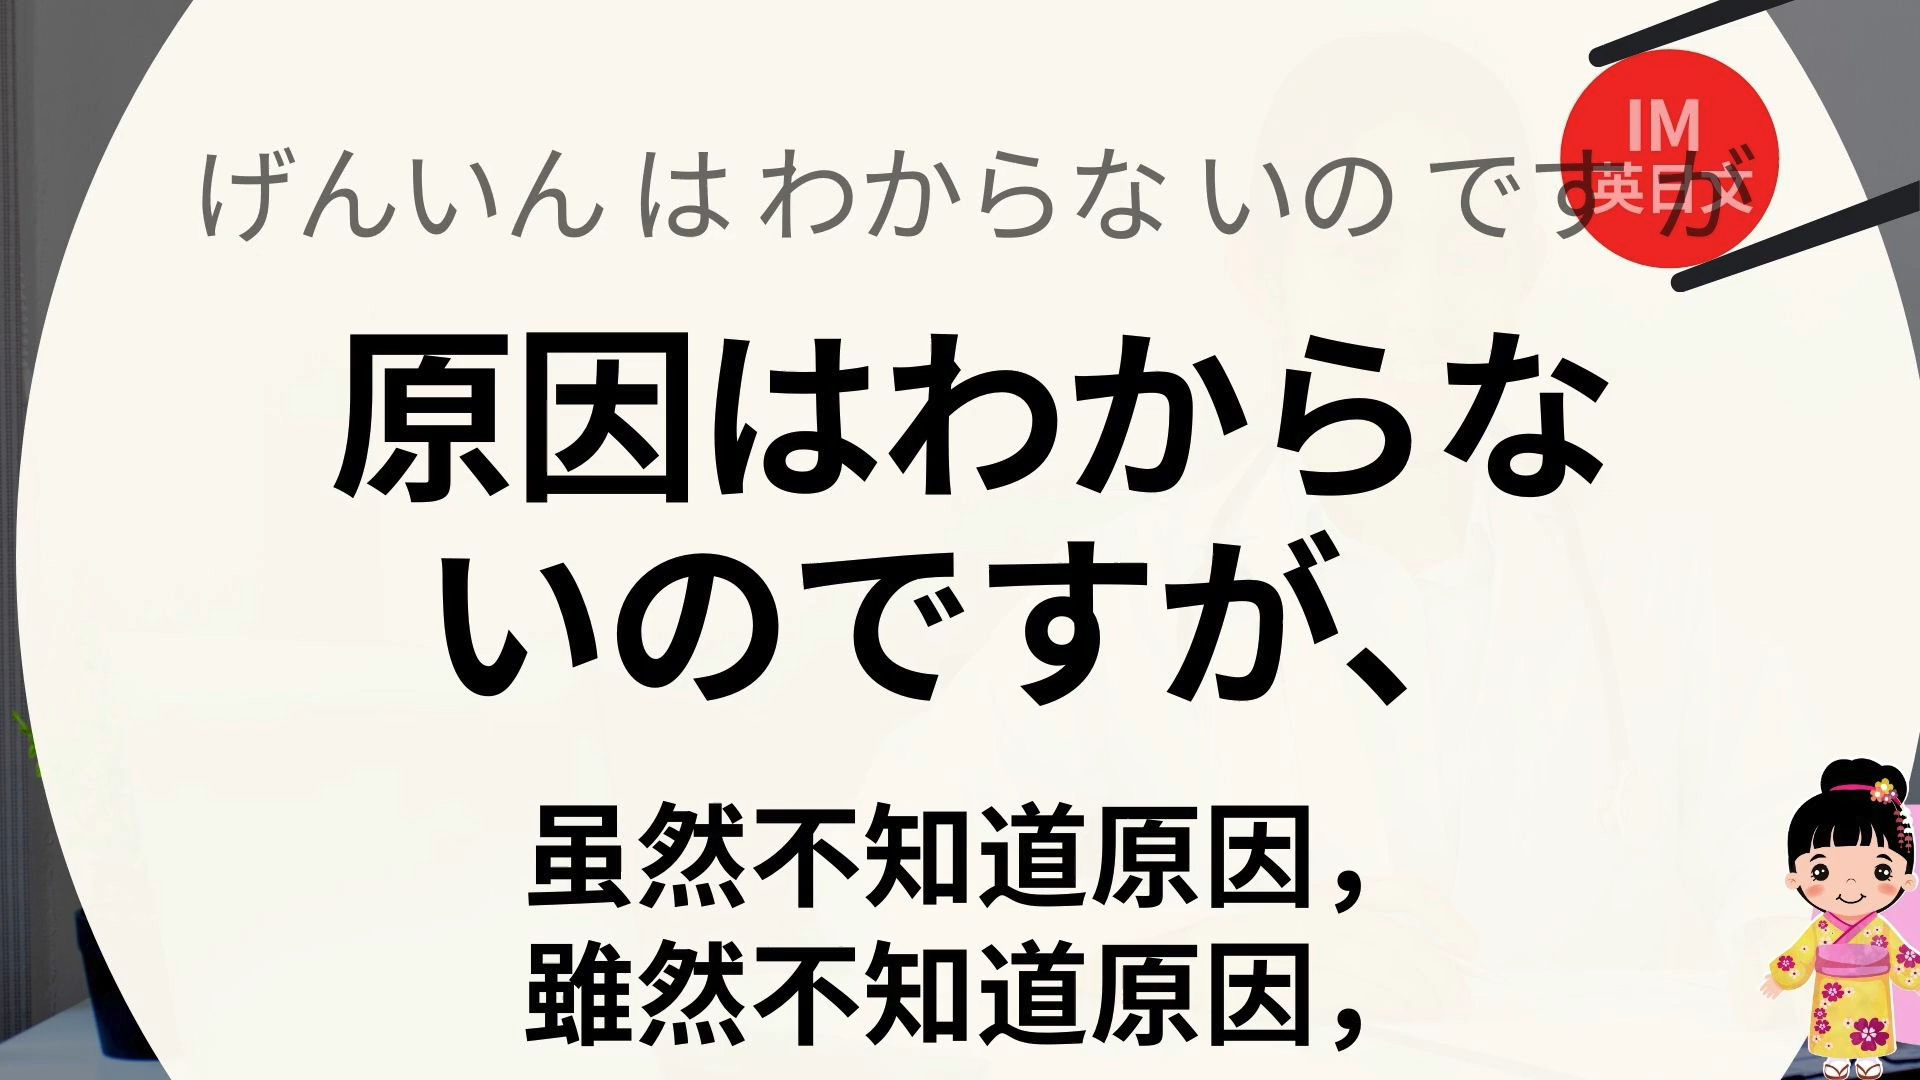 げんいん は わからな いの です が
IM
英日文
原因はわからな
いのですが、
虽然不知道原因，
雖然不知道原因，